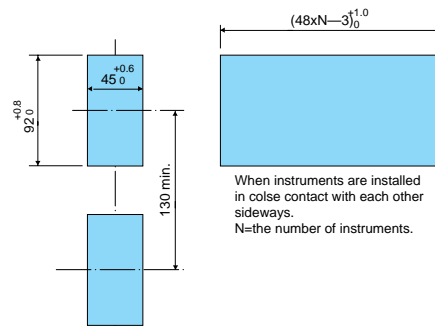 (48xN—3)+1.0 0
45+0.6 0
92+0.8 0
130 min.
When instruments are installed
in colse contact with each other
sideways.
N=the number of instruments.